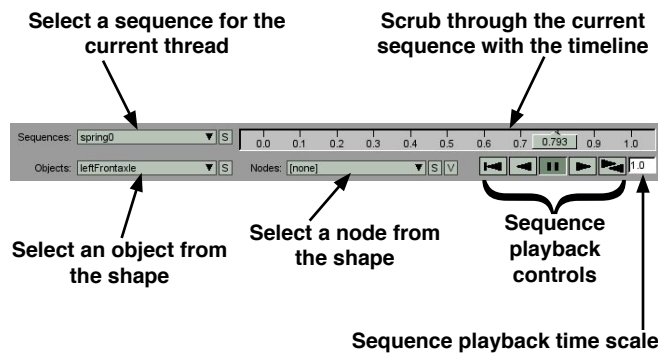 Select a sequence for the
current thread
Scrub through the current
sequence with the timeline
Sequences: spring0 S
0.0 0.1 0.2 0.3 0.4 0.5 0.6 0.7 0.793 0.9 1.0
Objects: leftFrontaxle S Nodes: [none] S V 1.0
Select an object from
the shape
Select a node from
the shape
Sequence
playback
controls
Sequence playback time scale